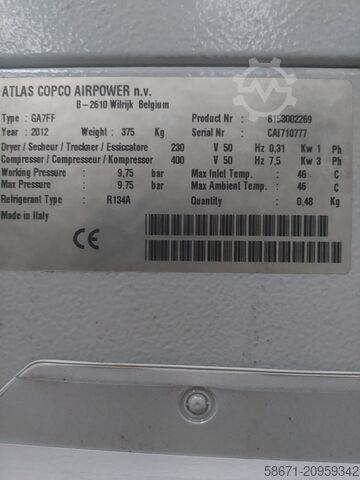 ATLAS COPCO AIRPOWER n.v.
B-2610 Wilrijk Belgium
Type : GA7FF Product Nr : 8153002269
Year : 2012 Weight : 375 Kg Serial Nr : CAI710777
Dryer / Secheur / Trockner / Essiccatore 230 V 50 Hz 0,31 Kw 1 Ph
Compressor / Compresseur / Kompressor 400 V 50 Hz 7,5 Kw 3 Ph
Working Pressure : 9,75 bar Max Inlet Temp. : 46 C
Max Pressure : 9,75 bar Max Ambient Temp. : 46 C
Refrigerant Type : R134A Quantity : 0,48 Kg
Made in Italy
CE
58671-20959342